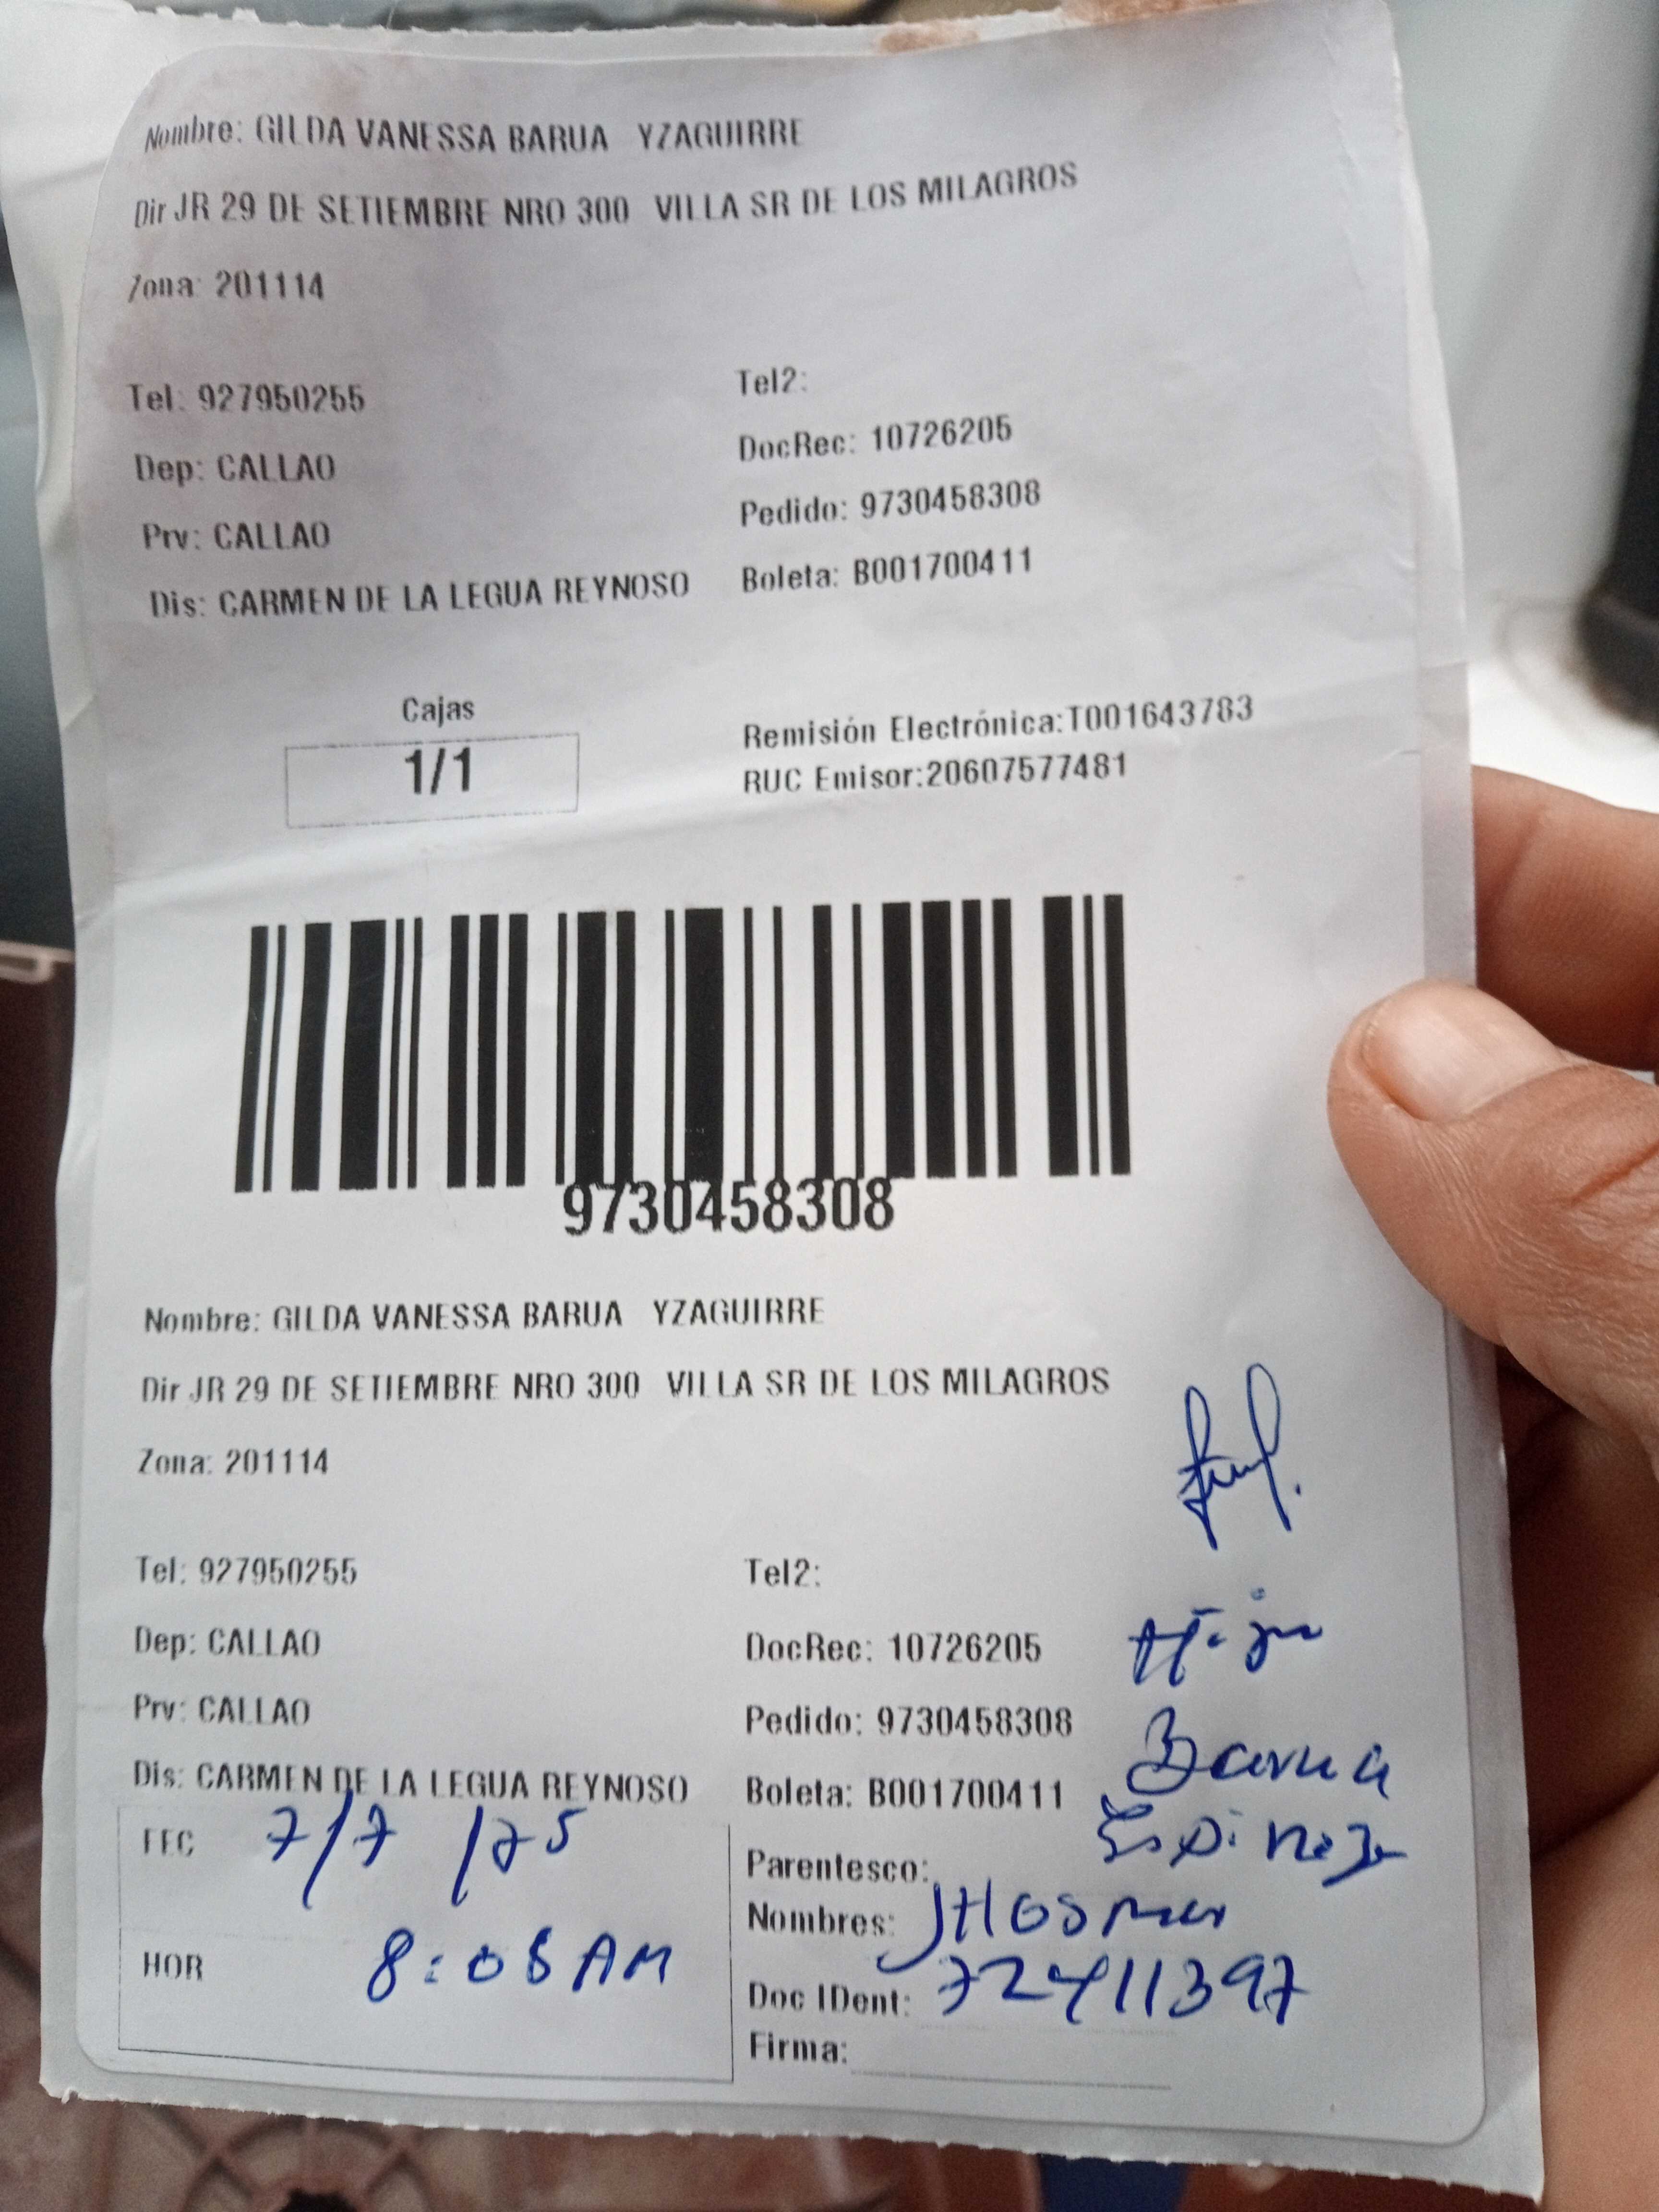 Nombre: GILDA VANESSA BARUA YZAGUIRRE
Dir JR 29 DE SETIEMBRE NRO 300 VILLA SR DE LOS MILAGROS
Zona: 201114
Tel: 927950255 Tel2:
Dep: CALLAO DocRec: 10726205
Prv: CALLAO Pedido: 9730458308
Dis: CARMEN DE LA LEGUA REYNOSO Boleta: B001700411
Cajas
1/1
Remisión Electrónica:T001643783
RUC Emisor:20607577481
9730458308
Nombre: GILDA VANESSA BARUA YZAGUIRRE
Dir JR 29 DE SETIEMBRE NRO 300 VILLA SR DE LOS MILAGROS
Zona: 201114
Tel: 927950255 Tel2:
Dep: CALLAO DocRec: 10726205
Prv: CALLAO Pedido: 9730458308
Dis: CARMEN DE LA LEGUA REYNOSO Boleta: B001700411
Barua
Espinoza
FEC 7/7/25
HOR 8:08 AM
Parentesco:
Nombres:
Doc IDent: 72411397
Firma: